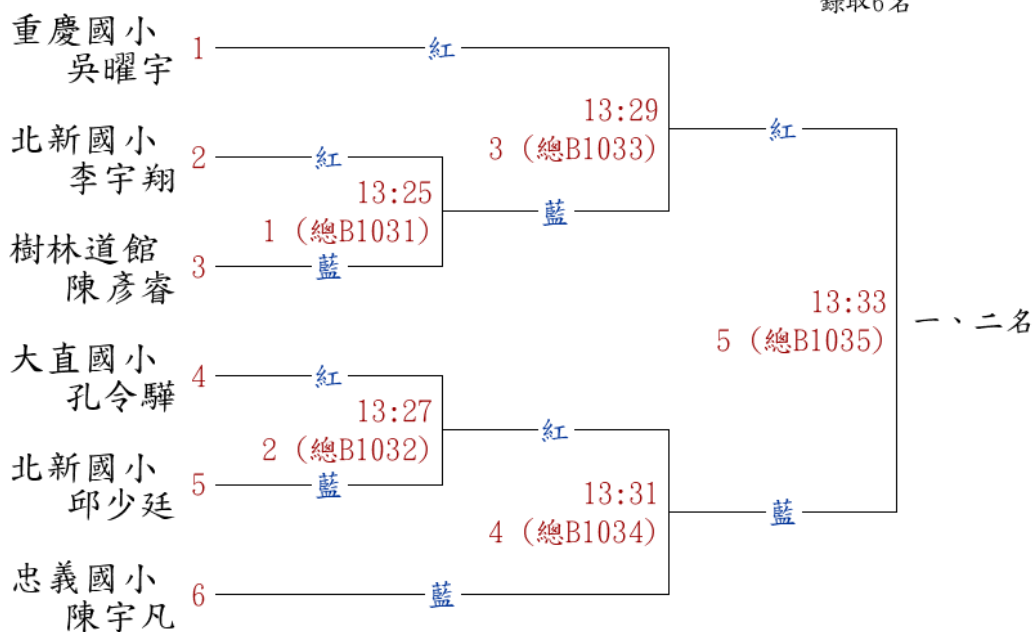 錄取6名
重慶國小
吳曜宇
1
紅
13:29
3 (總B1033)
紅
北新國小
李宇翔
2
紅
13:25
1 (總B1031)
藍
樹林道館
陳彥睿
3
藍
13:33
5 (總B1035)
一、二名
大直國小
孔令驊
4
紅
13:27
2 (總B1032)
紅
北新國小
邱少廷
5
藍
13:31
4 (總B1034)
藍
忠義國小
陳宇凡
6
藍